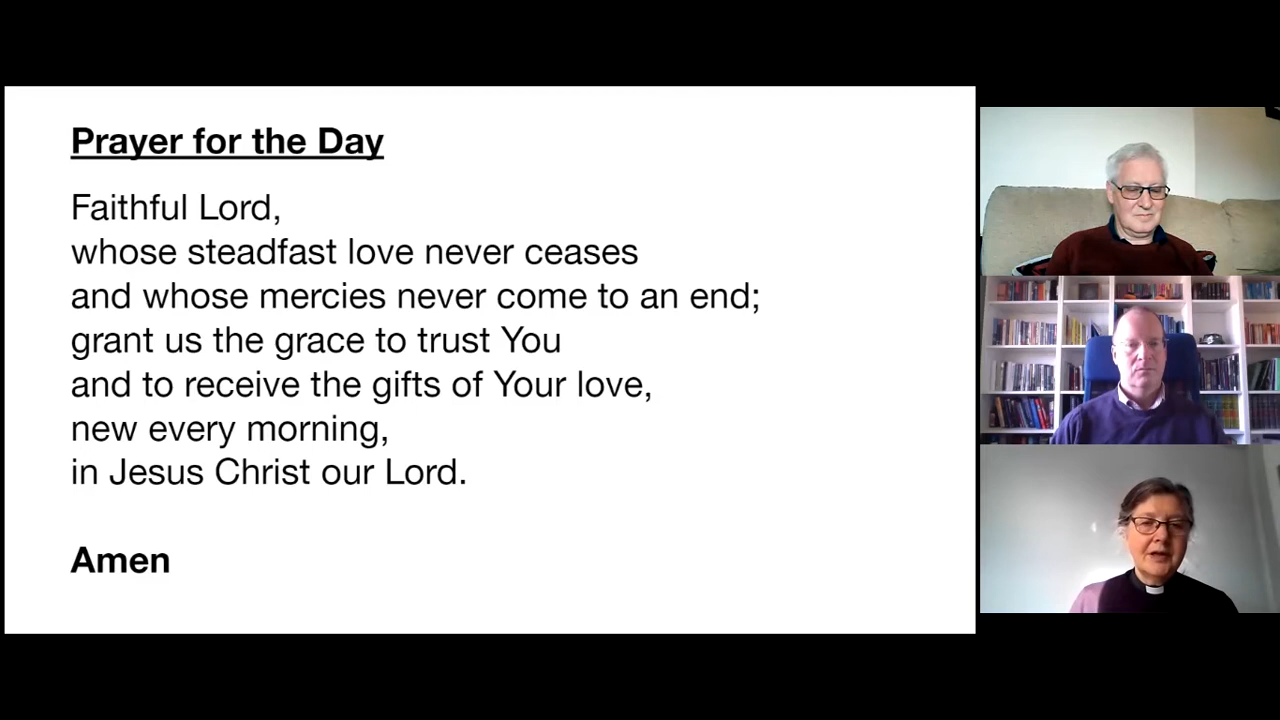 Prayer for the Day
Faithful Lord,
whose steadfast love never ceases
and whose mercies never come to an end;
grant us the grace to trust You
and to receive the gifts of Your love,
new every morning,
in Jesus Christ our Lord.
Amen